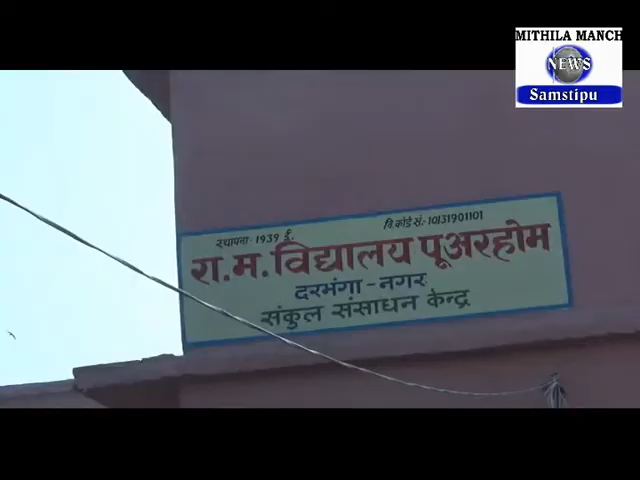 MITHILA MANCH
NEWS
Samstipu
स्थापना- 1939 ई. वि.कोड सं.- 10131901101
रा.म. विद्यालय पूअरहोम
दरभंगा - नगर
संकुल संसाधन केन्द्र